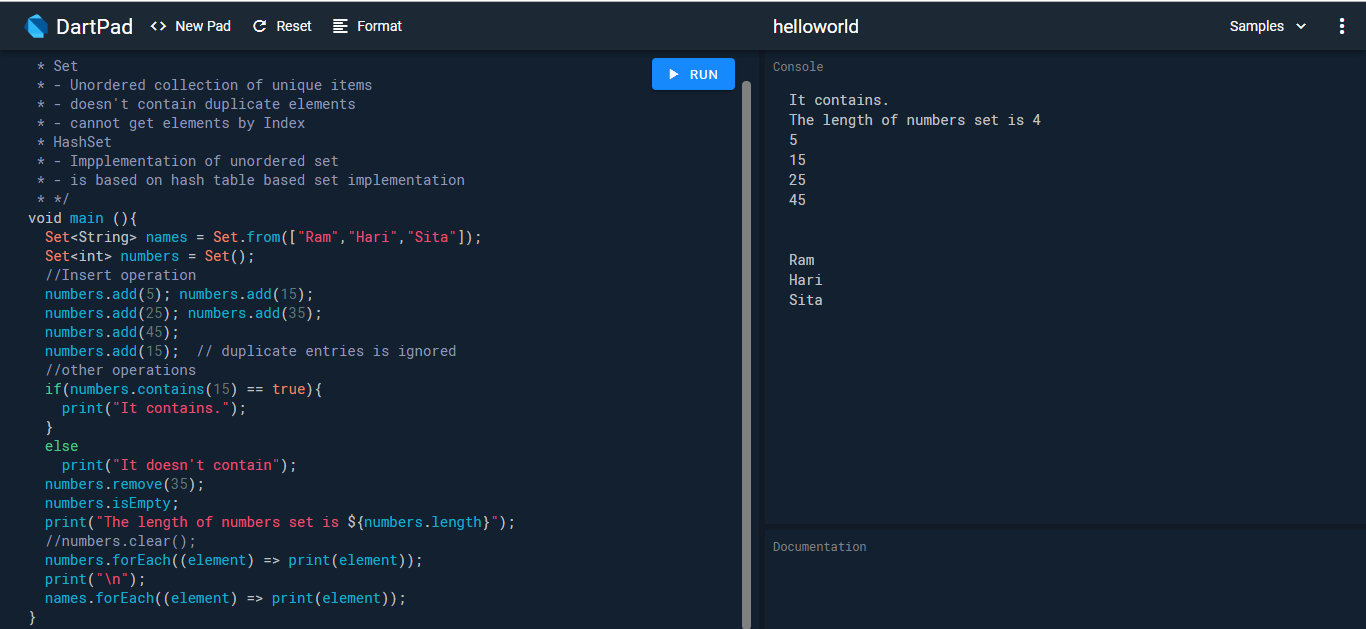 DartPad <> New Pad Reset Format helloworld Samples
* Set
* - Unordered collection of unique items
* - doesn't contain duplicate elements
* - cannot get elements by Index
* HashSet
* - Impplementation of unordered set
* - is based on hash table based set implementation
* */
void main (){
Set<String> names = Set.from(["Ram","Hari","Sita"]);
Set<int> numbers = Set();
//Insert operation
numbers.add(5); numbers.add(15);
numbers.add(25); numbers.add(35);
numbers.add(45);
numbers.add(15);  // duplicate entries is ignored
//other operations
if(numbers.contains(15) == true){
print("It contains.");
}
else
print("It doesn't contain");
numbers.remove(35);
numbers.isEmpty;
print("The length of numbers set is ${numbers.length}");
//numbers.clear();
numbers.forEach((element) => print(element));
print("\n");
names.forEach((element) => print(element));
}
RUN
Console
It contains.
The length of numbers set is 4
5
15
25
45
Ram
Hari
Sita
Documentation